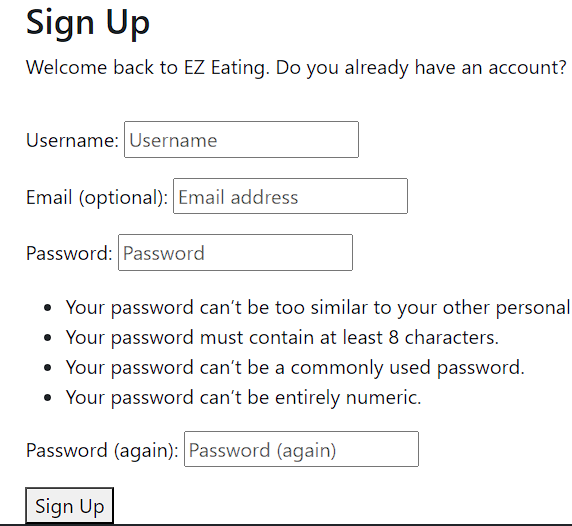 Sign Up
Welcome back to EZ Eating. Do you already have an account?
Username: Username
Email (optional): Email address
Password: Password
• Your password can't be too similar to your other personal
• Your password must contain at least 8 characters.
• Your password can't be a commonly used password.
• Your password can't be entirely numeric.
Password (again): Password (again)
Sign Up